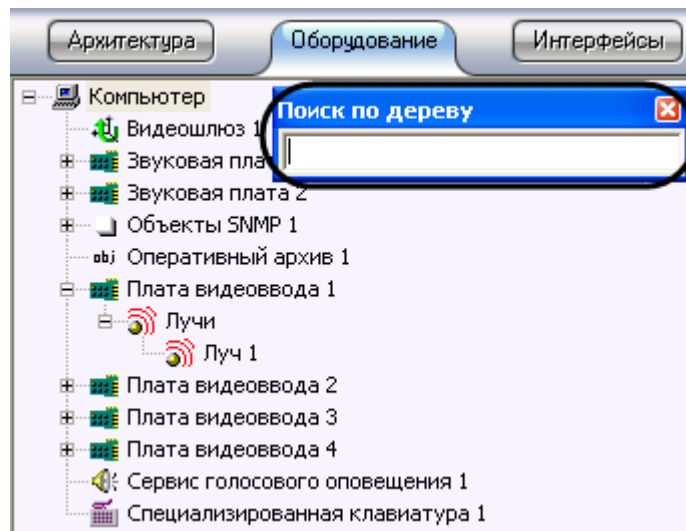 Архитектура Оборудование Интерфейсы
Компьютер
Поиск по дереву
Видеошлюз 1
Звуковая
Звуковая плата 2
Объекты SNMP 1
obj Оперативный архив 1
Плата видеоввода 1
Лучи
Луч 1
Плата видеоввода 2
Плата видеоввода 3
Плата видеоввода 4
Сервис голосового оповещения 1
Специализированная клавиатура 1